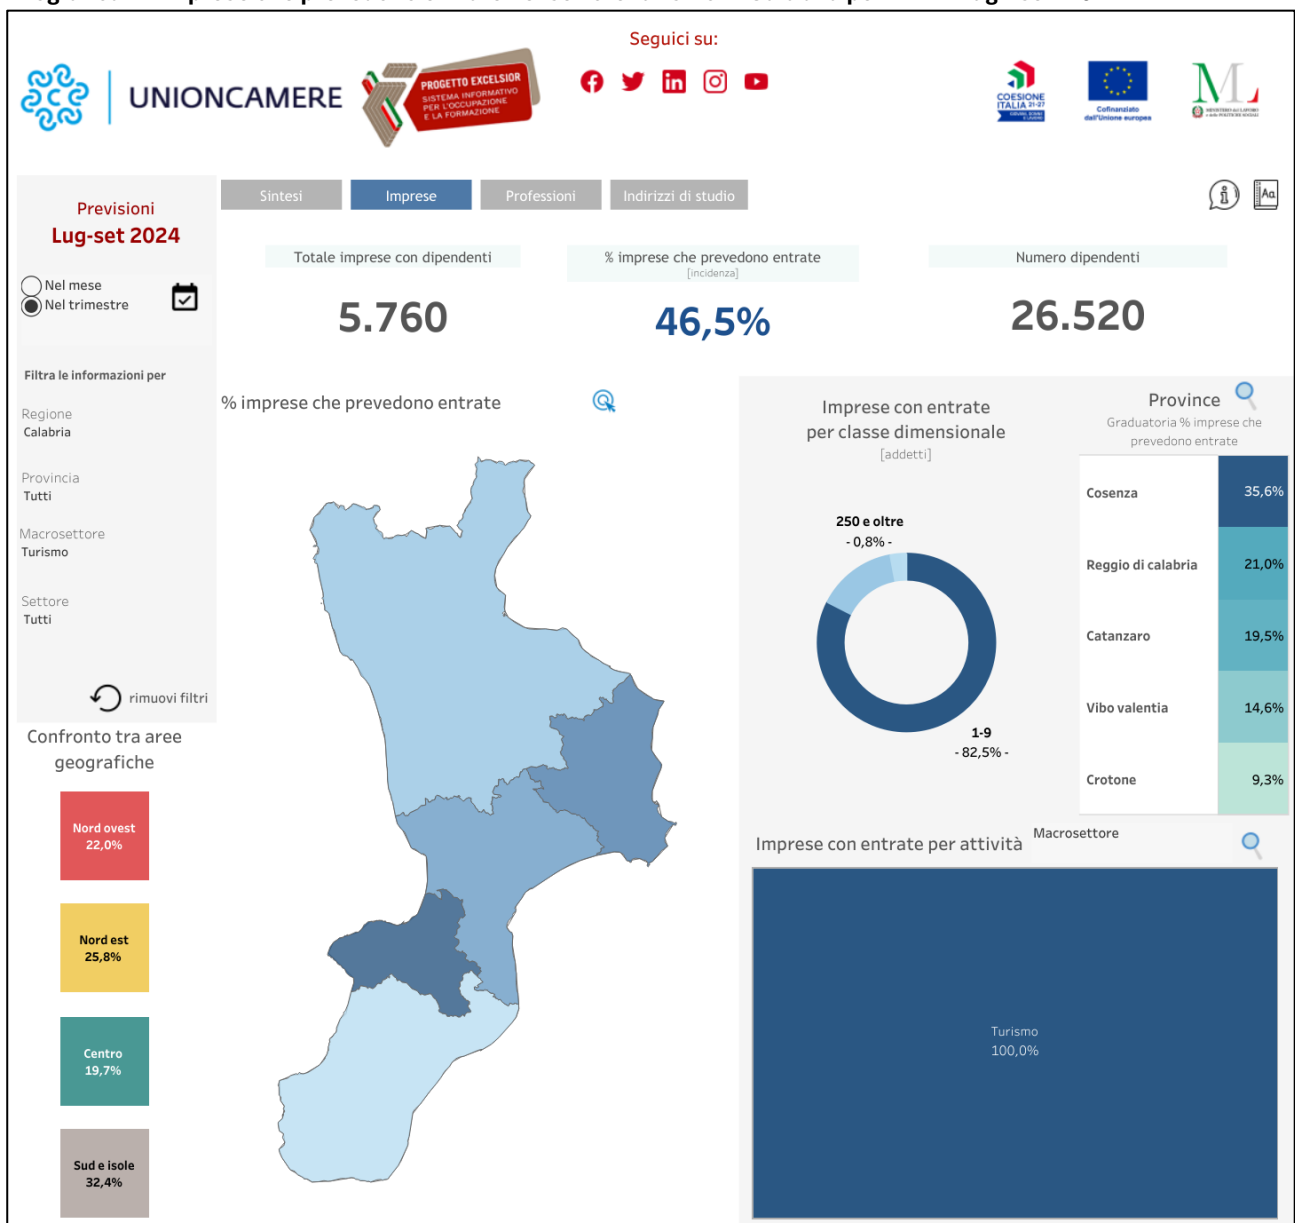 Seguici su:
UNIONCAMERE
PROGETTO EXCELSIOR
SISTEMA INFORMATIVO
PER L'OCCUPAZIONE
E LA FORMAZIONE
COESIONE
ITALIA 21-27
Cofinanziato
dall'Unione europea
MINISTERO del LAVORO
e delle POLITICHE SOCIALI
Previsioni
Lug-set 2024
Nel mese
Nel trimestre
Filtra le informazioni per
Regione
Calabria
Provincia
Tutti
Macrosettore
Turismo
Settore
Tutti
rimuovi filtri
Sintesi
Imprese
Professioni
Indirizzi di studio
Aa
Totale imprese con dipendenti
5.760
% imprese che prevedono entrate
[incidenza]
46,5%
Numero dipendenti
26.520
% imprese che prevedono entrate
Imprese con entrate
per classe dimensionale
[addetti]
250 e oltre
- 0,8% -
1-9
- 82,5% -
Province
Graduatoria % imprese che
prevedono entrate
Cosenza 35,6%
Reggio di calabria 21,0%
Catanzaro 19,5%
Vibo valentia 14,6%
Crotone 9,3%
Confronto tra aree
geografiche
Nord ovest
22,0%
Nord est
25,8%
Centro
19,7%
Sud e isole
32,4%
Imprese con entrate per attività
Macrosettore
Turismo
100,0%